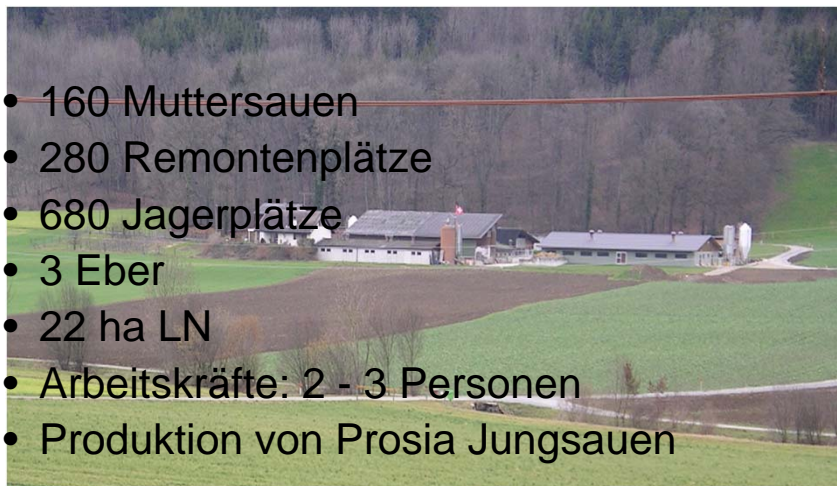 • 160 Muttersauen
• 280 Remontenplätze
• 680 Jagerplätze
• 3 Eber
• 22 ha LN
• Arbeitskräfte: 2 - 3 Personen
• Produktion von Prosia Jungsauen